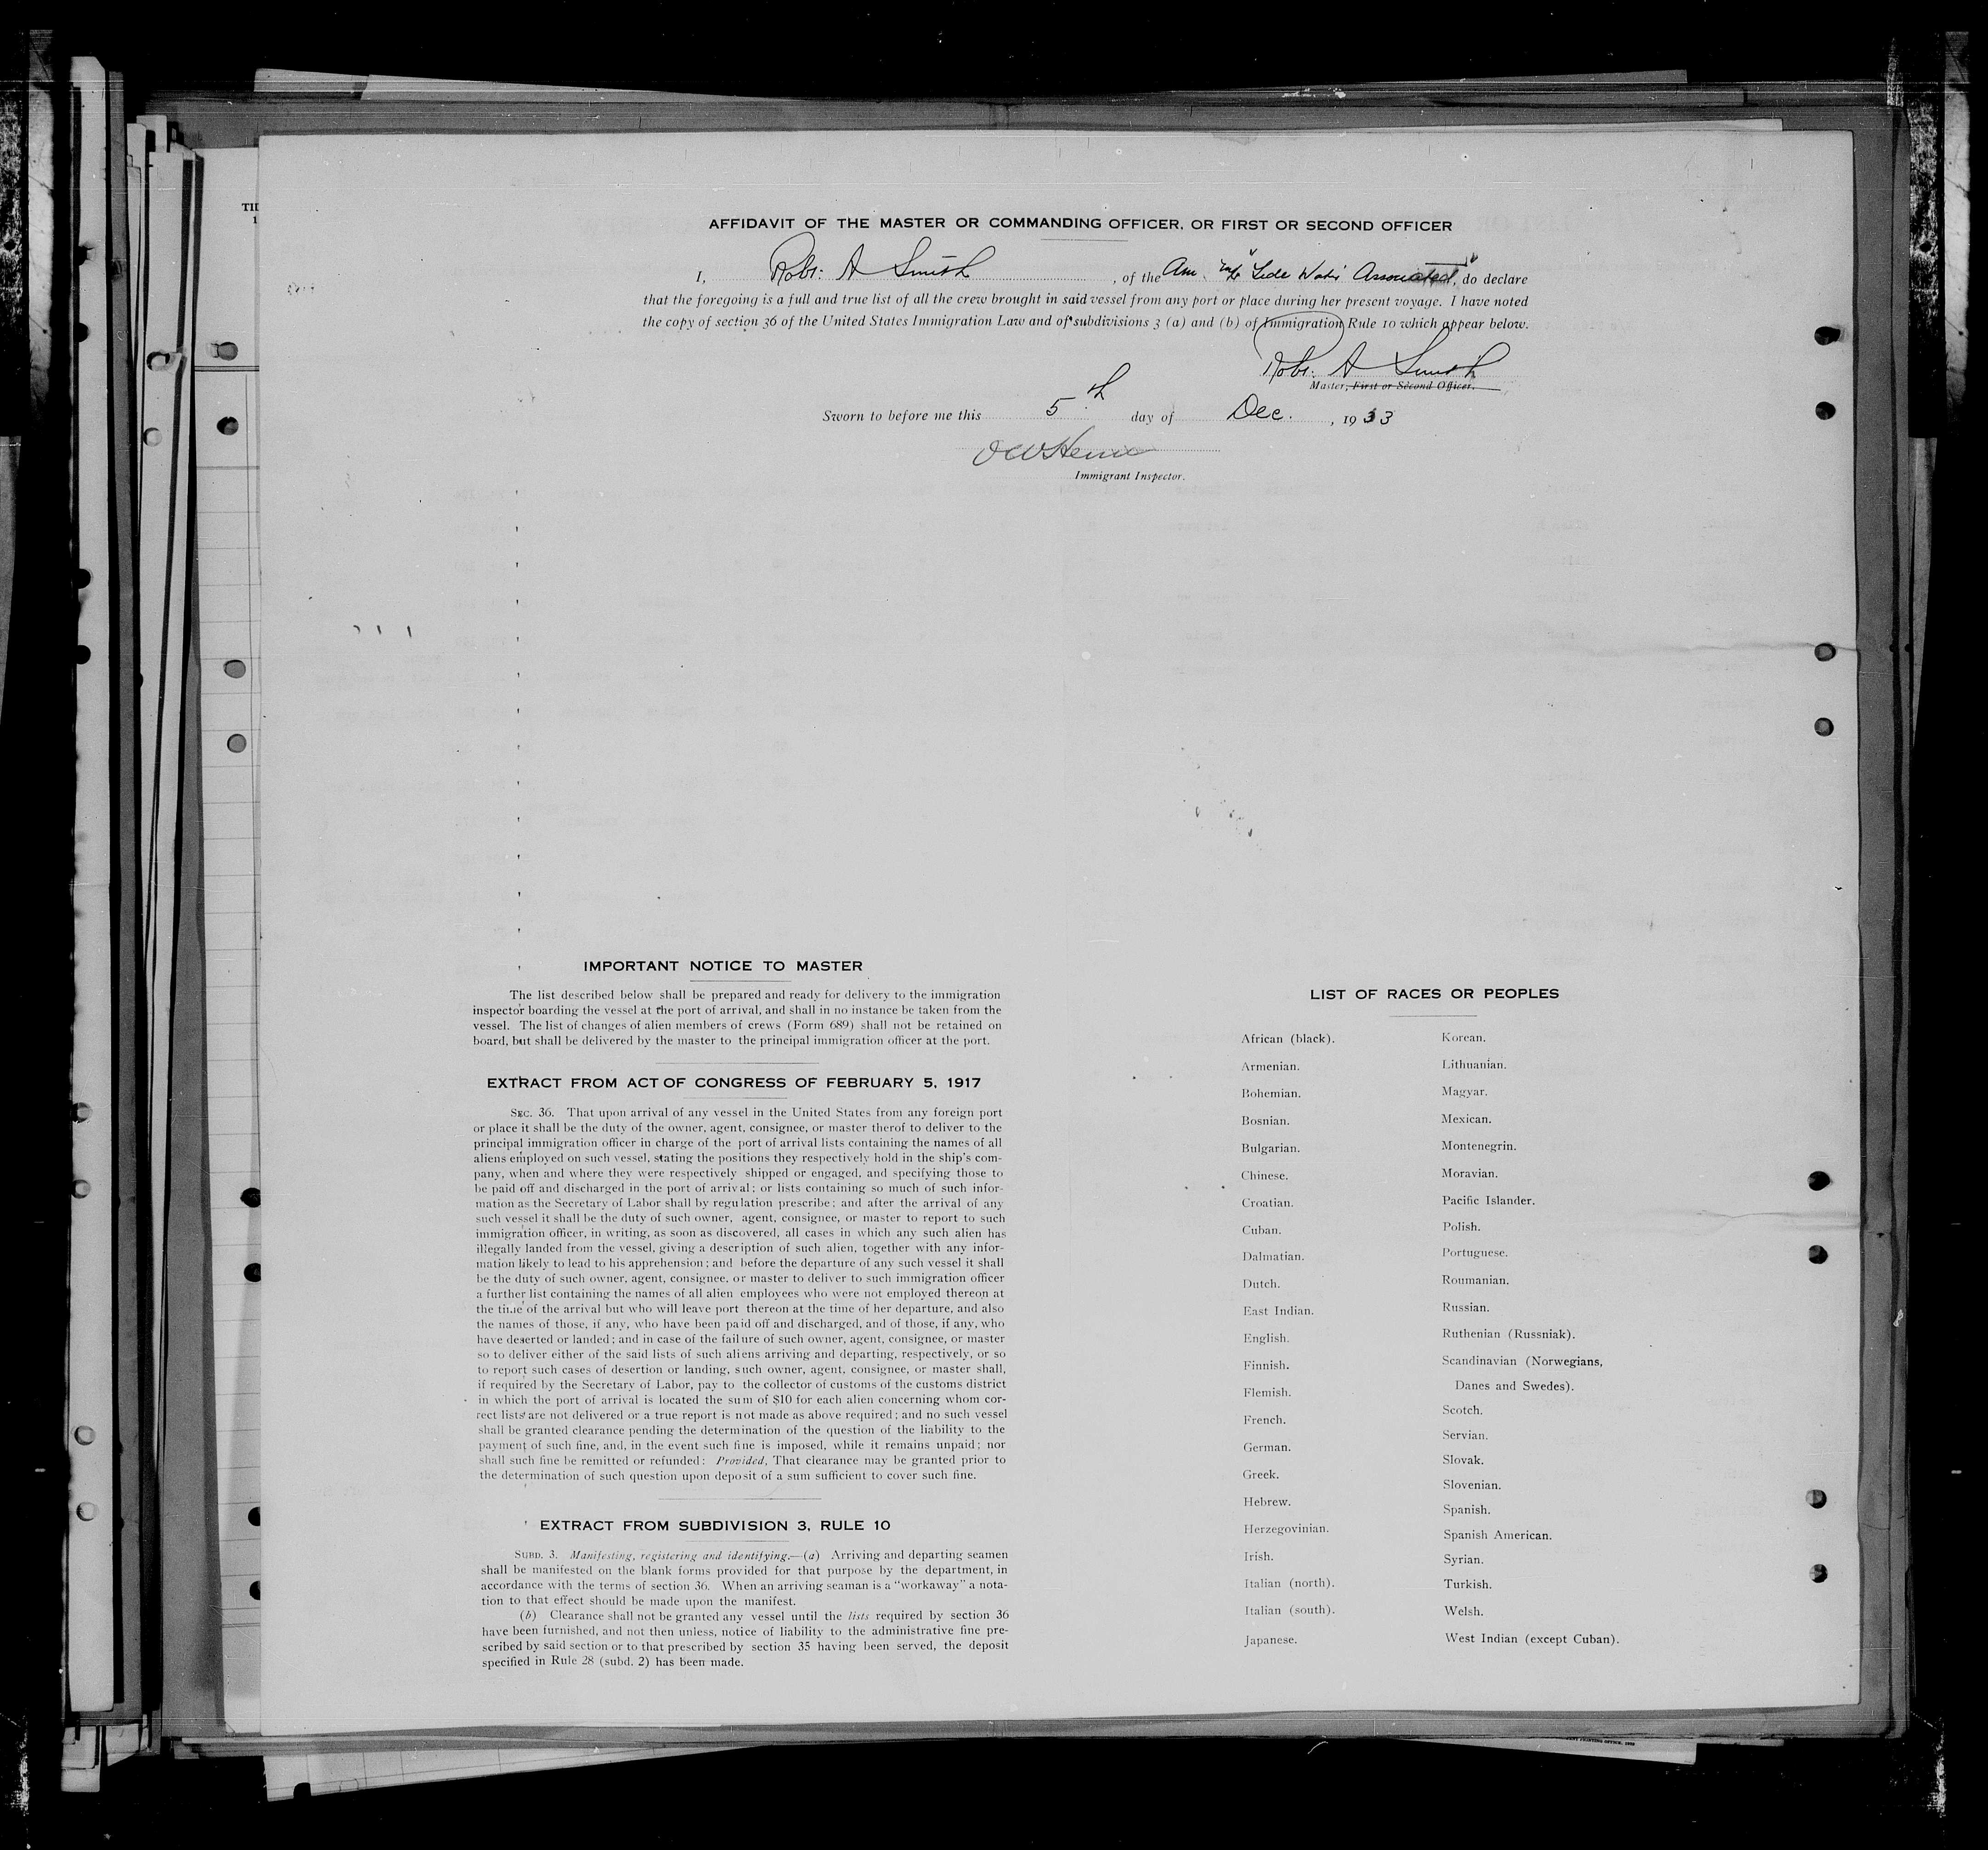 TID
1
AFFIDAVIT OF THE MASTER OR COMMANDING OFFICER, OR FIRST OR SECOND OFFICER
I, Robt. A Smith, of the Am "Tide Water Associated", do declare
that the foregoing is a full and true list of all the crew brought in said vessel from any port or place during her present voyage. I have noted
the copy of section 36 of the United States Immigration Law and of subdivisions 3 (a) and (b) of Immigration Rule 10 which appear below.
Robt. A Smith
Master, First or Second Officer.
Sworn to before me this 5th day of Dec., 1933
Immigrant Inspector.
IMPORTANT NOTICE TO MASTER
The list described below shall be prepared and ready for delivery to the immigration
inspector boarding the vessel at the port of arrival, and shall in no instance be taken from the
vessel. The list of changes of alien members of crews (Form 689) shall not be retained on
board, but shall be delivered by the master to the principal immigration officer at the port.
EXTRACT FROM ACT OF CONGRESS OF FEBRUARY 5, 1917
SEC. 36. That upon arrival of any vessel in the United States from any foreign port
or place it shall be the duty of the owner, agent, consignee, or master therof to deliver to the
principal immigration officer in charge of the port of arrival lists containing the names of all
aliens employed on such vessel, stating the positions they respectively hold in the ship's com-
pany, when and where they were respectively shipped or engaged, and specifying those to
be paid off and discharged in the port of arrival; or lists containing so much of such infor-
mation as the Secretary of Labor shall by regulation prescribe; and after the arrival of any
such vessel it shall be the duty of such owner, agent, consignee, or master to report to such
immigration officer, in writing, as soon as discovered, all cases in which any such alien has
illegally landed from the vessel, giving a description of such alien, together with any infor-
mation likely to lead to his apprehension; and before the departure of any such vessel it shall
be the duty of such owner, agent, consignee, or master to deliver to such immigration officer
a further list containing the names of all alien employees who were not employed thereon at
the time of the arrival but who will leave port thereon at the time of her departure, and also
the names of those, if any, who have been paid off and discharged, and of those, if any, who
have deserted or landed; and in case of the failure of such owner, agent, consignee, or master
so to deliver either of the said lists of such aliens arriving and departing, respectively, or so
to report such cases of desertion or landing, such owner, agent, consignee, or master shall,
if required by the Secretary of Labor, pay to the collector of customs of the customs district
in which the port of arrival is located the sum of $10 for each alien concerning whom cor-
rect lists are not delivered or a true report is not made as above required; and no such vessel
shall be granted clearance pending the determination of the question of the liability to the
payment of such fine, and, in the event such fine is imposed, while it remains unpaid; nor
shall such fine be remitted or refunded: Provided, That clearance may be granted prior to
the determination of such question upon deposit of a sum sufficient to cover such fine.
EXTRACT FROM SUBDIVISION 3, RULE 10
SUBD. 3. Manifesting, registering and identifying.—(a) Arriving and departing seamen
shall be manifested on the blank forms provided for that purpose by the department, in
accordance with the terms of section 36. When an arriving seaman is a "workaway" a nota-
tion to that effect should be made upon the manifest.
(b) Clearance shall not be granted any vessel until the lists required by section 36
have been furnished, and not then unless, notice of liability to the administrative fine pre-
scribed by said section or to that prescribed by section 35 having been served, the deposit
specified in Rule 28 (subd. 2) has been made.
LIST OF RACES OR PEOPLES
African (black).
Armenian.
Bohemian.
Bosnian.
Bulgarian.
Chinese.
Croatian.
Cuban.
Dalmatian.
Dutch.
East Indian.
English.
Finnish.
Flemish.
French.
German.
Greek.
Hebrew.
Herzegovinian.
Irish.
Italian (north).
Italian (south).
Japanese.
Korean.
Lithuanian.
Magyar.
Mexican.
Montenegrin.
Moravian.
Pacific Islander.
Polish.
Portuguese.
Roumanian.
Russian.
Ruthenian (Russniak).
Scandinavian (Norwegians,
Danes and Swedes).
Scotch.
Servian.
Slovak.
Slovenian.
Spanish.
Spanish American.
Syrian.
Turkish.
Welsh.
West Indian (except Cuban).